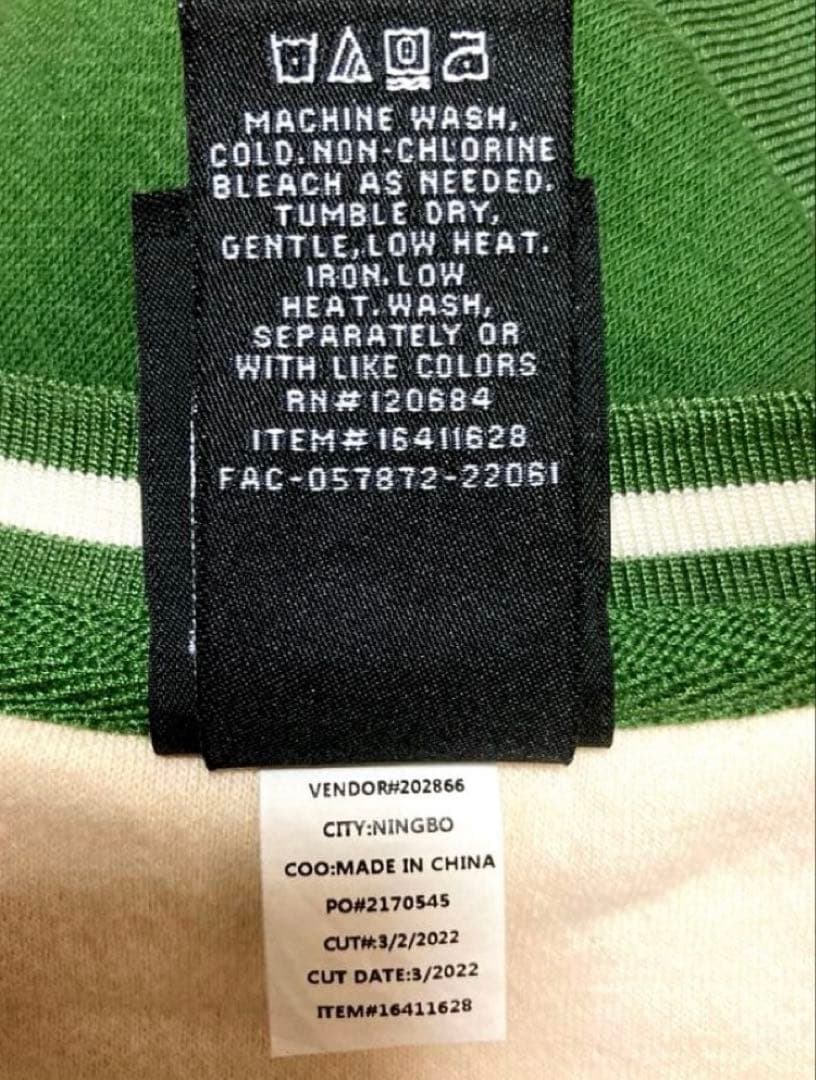 MACHINE WASH,
COLD. NON-CHLORINE
BLEACH AS NEEDED.
TUMBLE DRY,
GENTLE, LOW HEAT.
IRON. LOW
HEAT. WASH,
SEPARATELY OR
WITH LIKE COLORS
RN# 120684
ITEM# 16411628
FAC-057872-22061
VENDOR#202866
CITY:NINGBO
COO:MADE IN CHINA
PO#2170545
CUT#:3/2/2022
CUT DATE:3/2022
ITEM#16411628